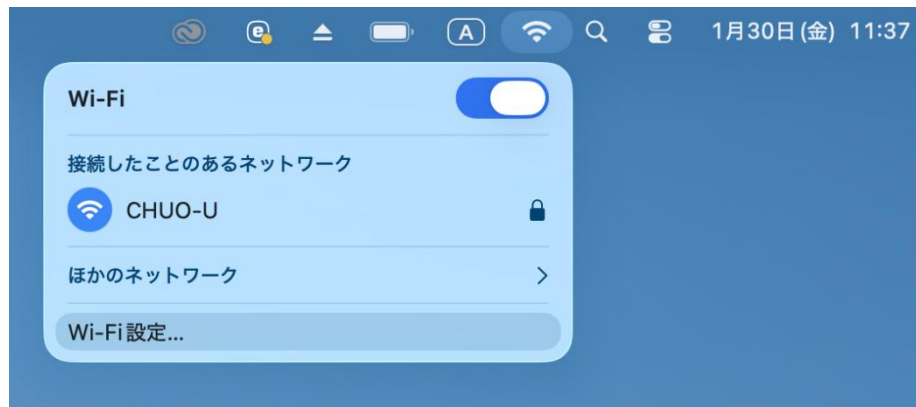 A 1月30日(金) 11:37
Wi-Fi
接続したことのあるネットワーク
CHUO-U
ほかのネットワーク
Wi-Fi設定...